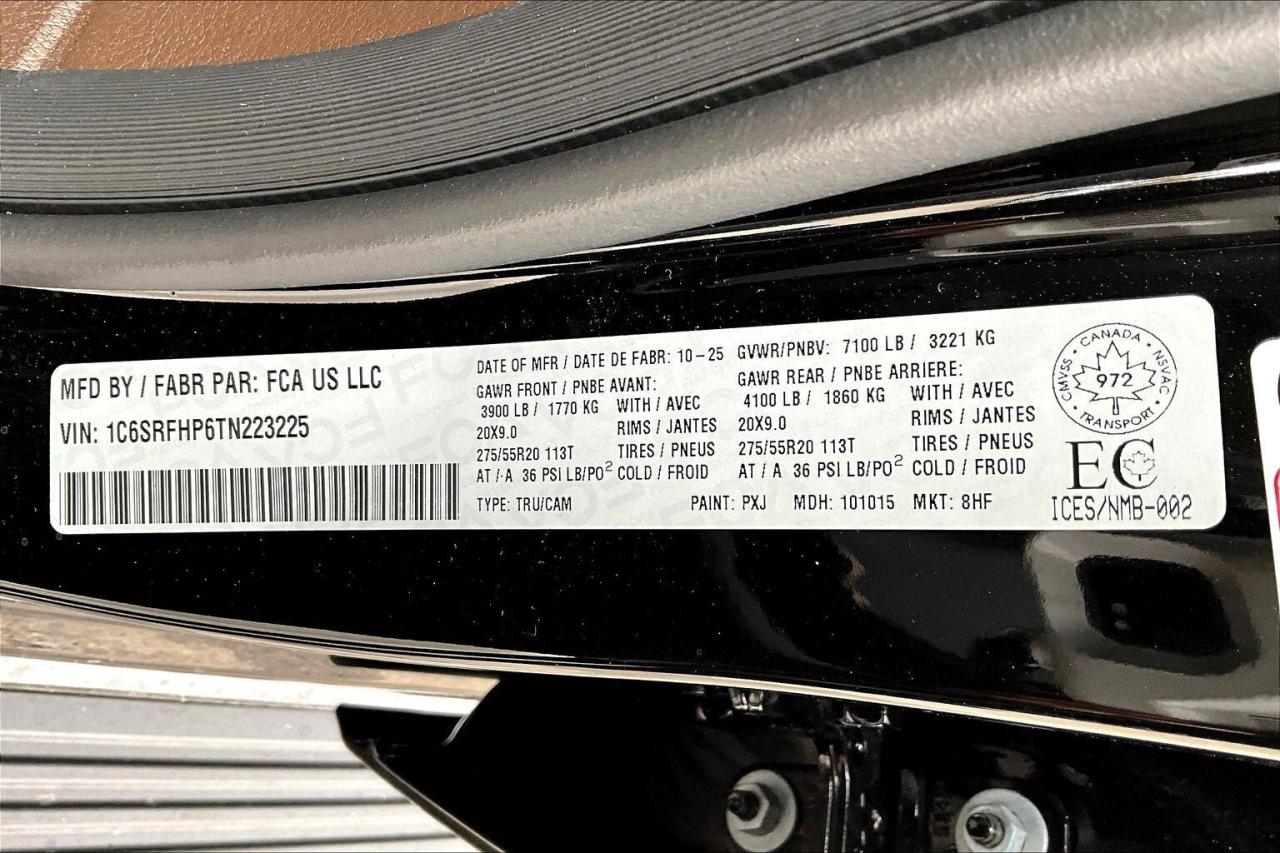 MFD BY / FABR PAR: FCA US LLC
VIN: 1C6SRFHP6TN223225
DATE OF MFR / DATE DE FABR: 10-25
GAWR FRONT / PNBE AVANT:
3900 LB / 1770 KG WITH / AVEC
20X9.0 RIMS / JANTES
275/55R20 113T TIRES / PNEUS
AT / A 36 PSI LB/PO² COLD / FROID
GVWR/PNBV: 7100 LB / 3221 KG
GAWR REAR / PNBE ARRIERE:
4100 LB / 1860 KG WITH / AVEC
20X9.0 RIMS / JANTES
275/55R20 113T TIRES / PNEUS
AT / A 36 PSI LB/PO² COLD / FROID
TYPE: TRU/CAM PAINT: PXJ MDH: 101015 MKT: 8HF
CMVSS • CANADA • NSVAC • TRANSPORT •
972
EC
ICES/NMB-002